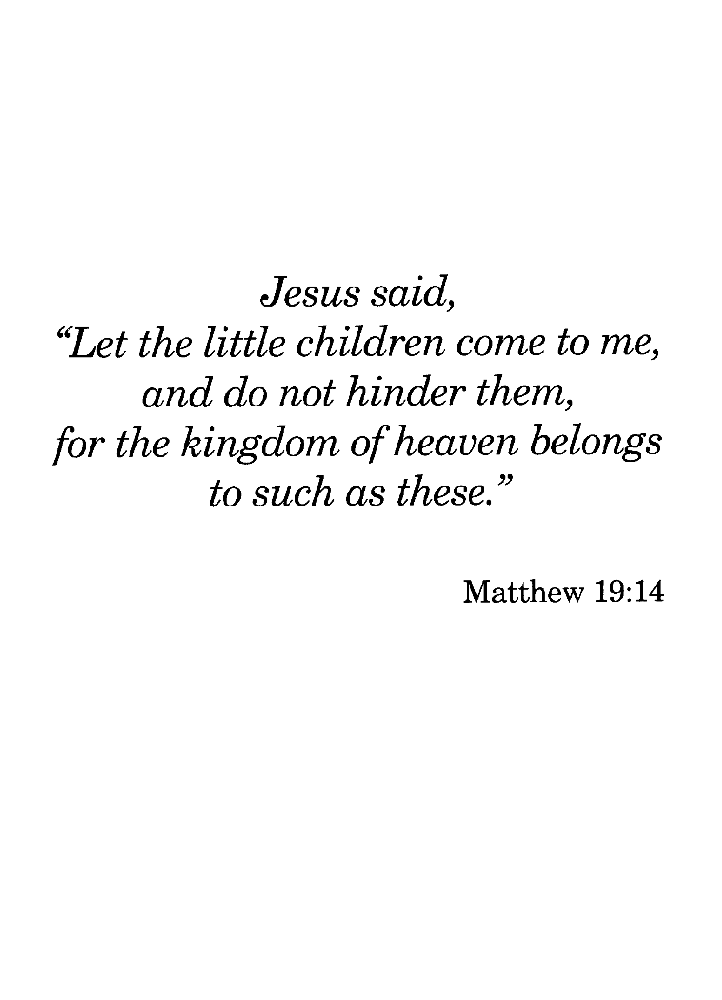 Jesus said,
“Let the little children come to me,
and do not hinder them,
for the kingdom of heaven belongs
to such as these.”
Matthew 19:14